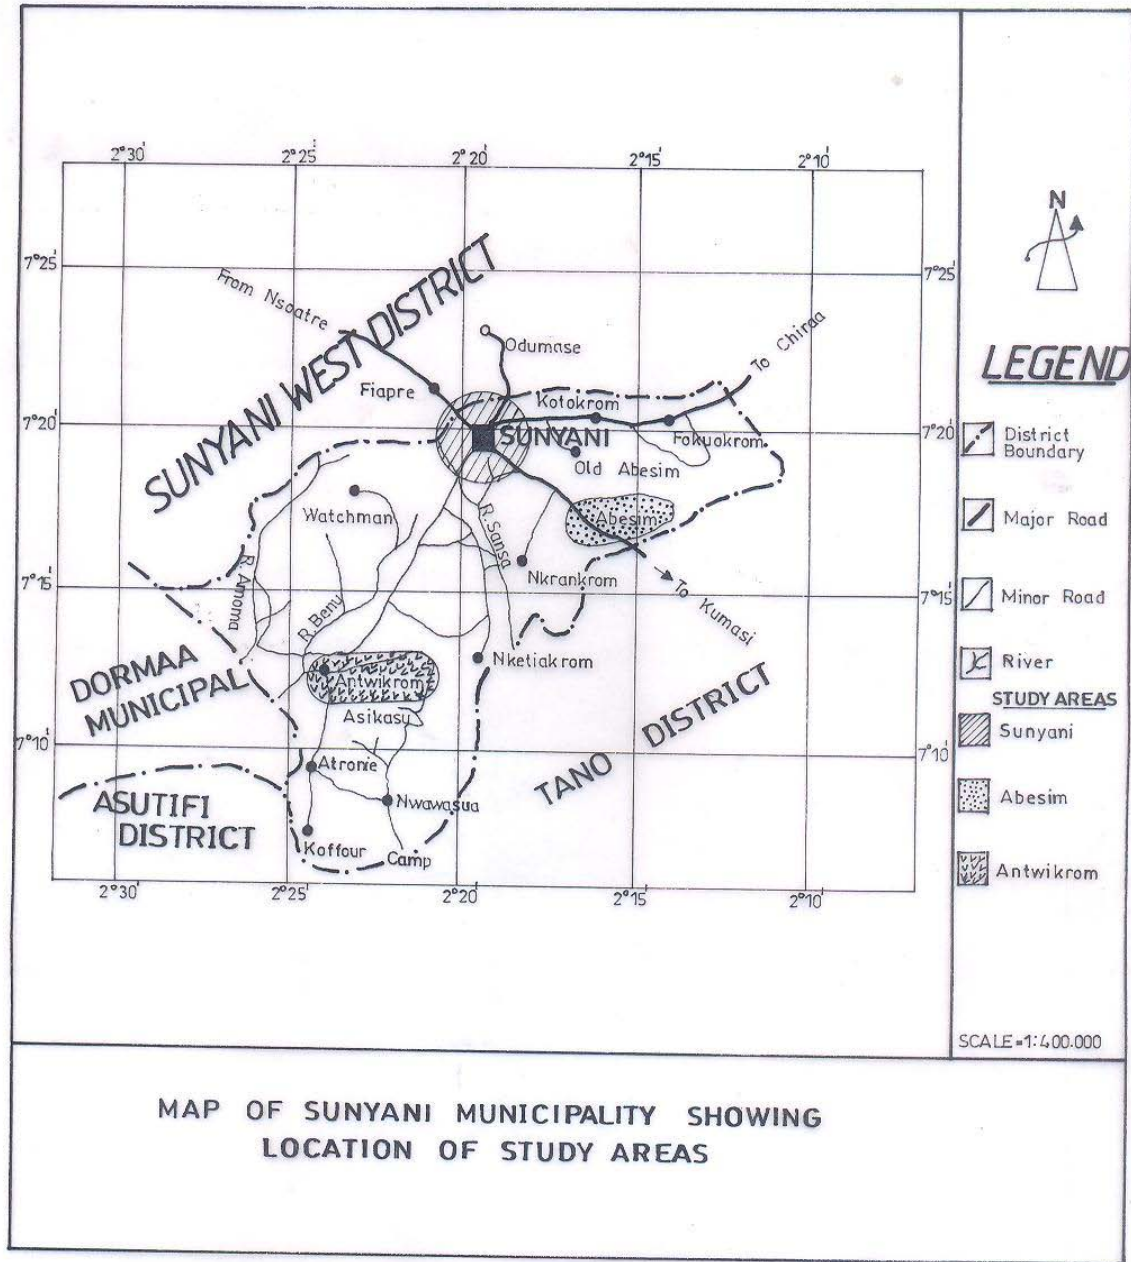 2°30' 2°25' 2°20' 2°15' 2°10'
7°25' 7°25'
From Nsoatre
SUNYANI WEST DISTRICT
Odumase
To Chiraa
Fiapre
Kotokrom
7°20' 7°20'
SUNYANI
Fokuokrom
Old Abesim
Watchman
R. Sansa
Abesim
Nkrankrom
7°15' 7°15'
R. Amoma
R. Benu
To Kumasi
DORMAA
MUNICIPAL
Nketiakrom
Antwikrom
Asikasu
TANO DISTRICT
7°10' 7°10'
Atronie
Nwawasua
ASUTIFI
DISTRICT
Koffour
Camp
2°30' 2°25' 2°20' 2°15' 2°10'
N
LEGEND
District
Boundary
Major Road
Minor Road
River
STUDY AREAS
Sunyani
Abesim
Antwikrom
SCALE=1:400.000
MAP OF SUNYANI MUNICIPALITY SHOWING
LOCATION OF STUDY AREAS